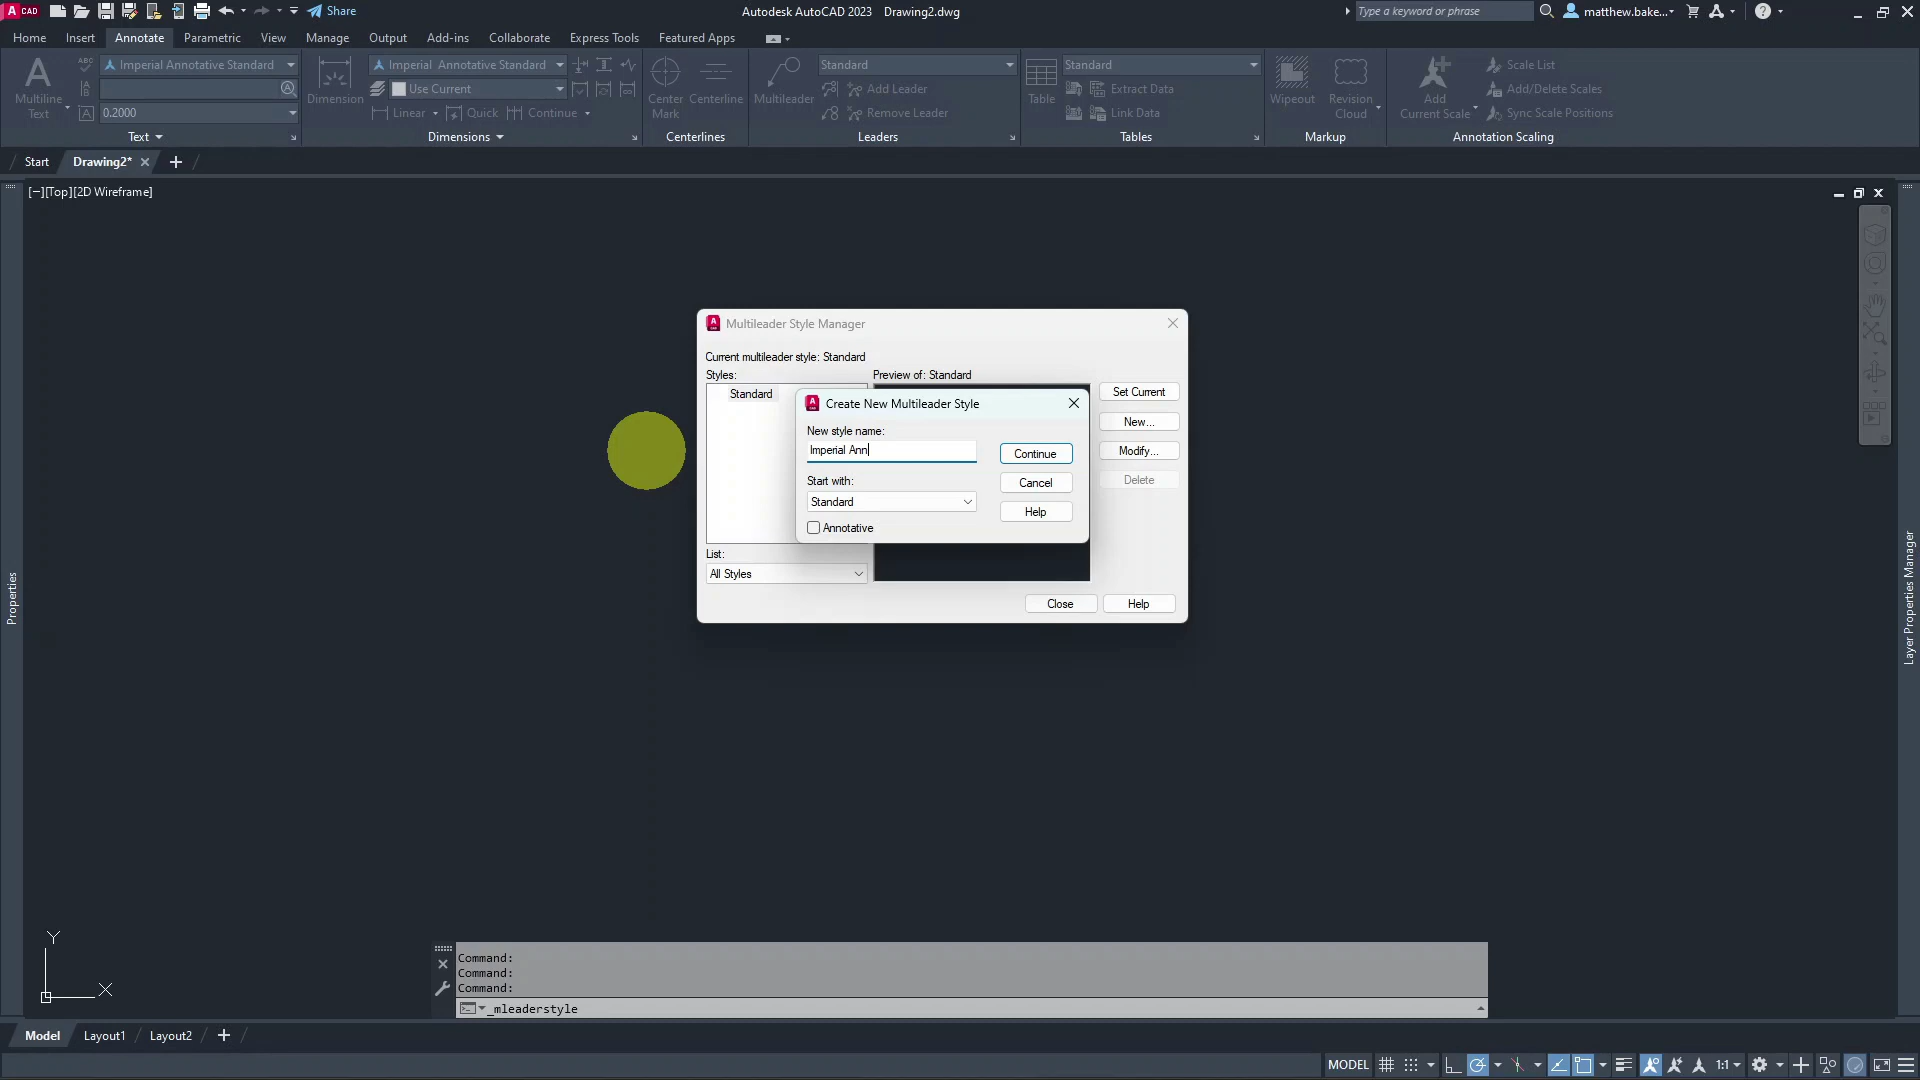 A CAD
Share
Autodesk AutoCAD 2023 Drawing2.dwg
Type a keyword or phrase
matthew.bake...
Home Insert Annotate Parametric View Manage Output Add-ins Collaborate Express Tools Featured Apps
Imperial Annotative Standard
Imperial Annotative Standard
Standard
Standard
Scale List
Use Current
Add Leader
Extract Data
Add/Delete Scales
Multiline
Text
0.2000
Dimension
Linear Quick Continue
Center
Mark
Centerline
Multileader
Remove Leader
Table
Link Data
Wipeout
Revision
Cloud
Add
Current Scale
Sync Scale Positions
Text Dimensions Centerlines Leaders Tables Markup Annotation Scaling
Start Drawing2* +
[−][Top][2D Wireframe]
Multileader Style Manager
Current multileader style: Standard
Styles:
Preview of: Standard
Standard
Set Current
New...
Modify...
Delete
Create New Multileader Style
New style name:
Imperial Ann
Continue
Start with:
Cancel
Standard
Help
Annotative
List:
All Styles
Close
Help
Properties
Layer Properties Manager
Y
X
Command:
Command:
Command:
_mleaderstyle
Model Layout1 Layout2 +
MODEL
1:1